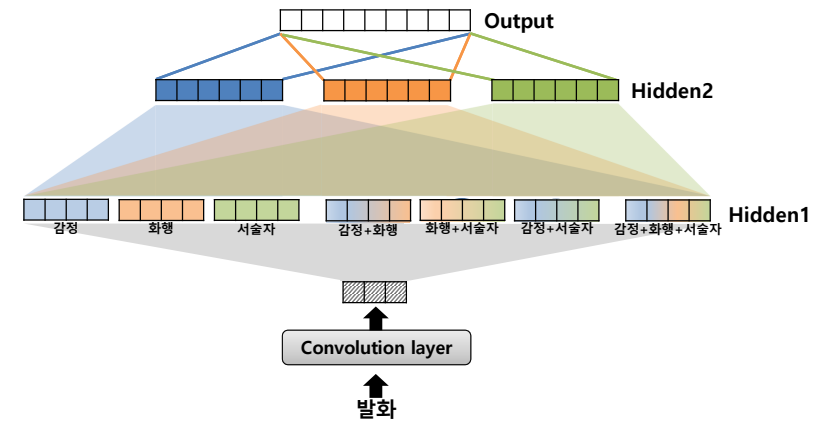 Output
Hidden2
Hidden1
감정
화행
서술자
감정+화행
화행+서술자
감정+서술자
감정+화행+서술자
Convolution layer
발화